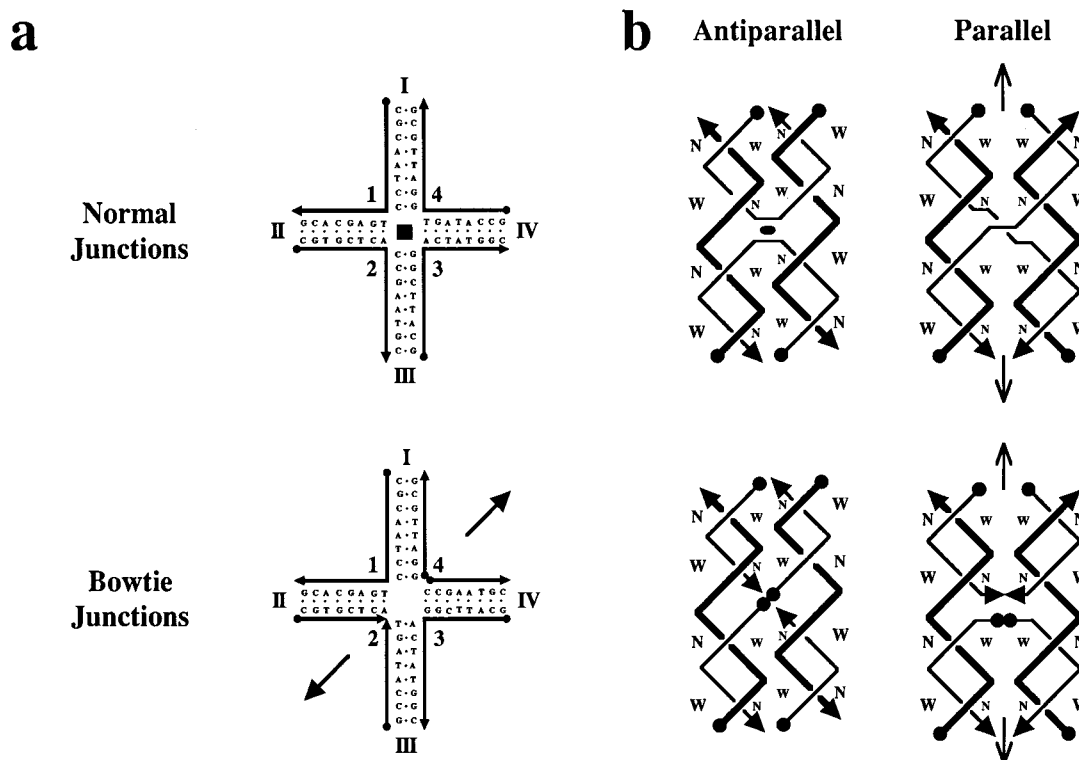 a
b
Antiparallel
Parallel
Normal
Junctions
I
C·G
G·C
C·G
A·T
A·T
T·A
C·G
C·G
1
4
II
GCACGAGT
CGTGCTCA
TGATACCG
ACTATGGC
IV
2
3
C·G
C·G
G·C
A·T
A·T
T·A
G·C
C·G
III
N W N W
W N W N
N W N W
W N W N
N W W N
W N N W
N W W N
W N N W
Bowtie
Junctions
I
C·G
G·C
C·G
A·T
A·T
T·A
C·G
C·G
1
4
II
GCACGAGT
CGTGCTCA
CCGAATGC
GGCTTACG
IV
2
3
T·A
G·C
A·T
T·A
A·T
C·G
C·G
G·C
III
N W N W
W N W N
N W N W
W N W N
N W W N
W N N W
N W W N
W N N W